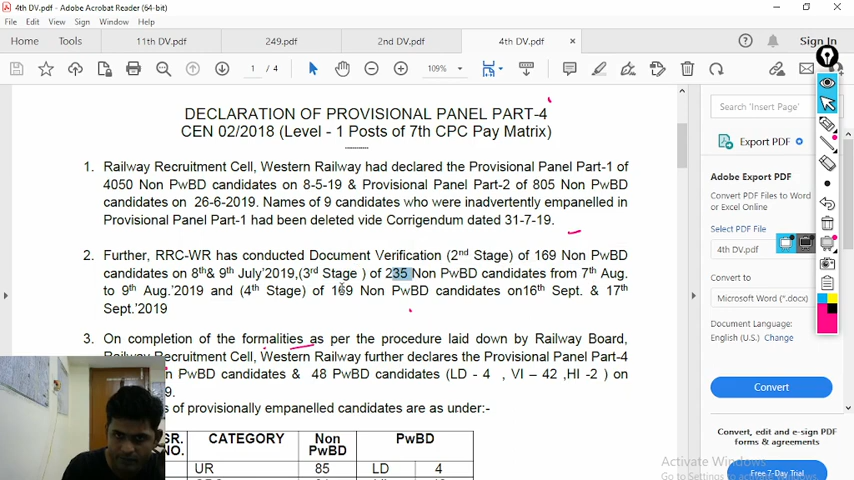 4th DV.pdf - Adobe Acrobat Reader (64-bit)
File Edit View Sign Window Help
Home Tools 11th DV.pdf 249.pdf 2nd DV.pdf 4th DV.pdf × Sign In
1 / 4 109%
DECLARATION OF PROVISIONAL PANEL PART-4
CEN 02/2018 (Level - 1 Posts of 7th CPC Pay Matrix)
1. Railway Recruitment Cell, Western Railway had declared the Provisional Panel Part-1 of
4050 Non PwBD candidates on 8-5-19 & Provisional Panel Part-2 of 805 Non PwBD
candidates on 26-6-2019. Names of 9 candidates who were inadvertently empanelled in
Provisional Panel Part-1 had been deleted vide Corrigendum dated 31-7-19.
2. Further, RRC-WR has conducted Document Verification (2nd Stage) of 169 Non PwBD
candidates on 8th& 9th July'2019,(3rd Stage ) of 235 Non PwBD candidates from 7th Aug.
to 9th Aug.'2019 and (4th Stage) of 169 Non PwBD candidates on16th Sept. & 17th
Sept.'2019
3. On completion of the formalities as per the procedure laid down by Railway Board,
Railway Recruitment Cell, Western Railway further declares the Provisional Panel Part-4
n PwBD candidates & 48 PwBD candidates (LD - 4 , VI – 42 ,HI -2 ) on
9.
s of provisionally empanelled candidates are as under:-
SR. NO. CATEGORY Non PwBD PwBD
UR 85 LD 4
Search 'Insert Page'
Export PDF
Adobe Export PDF
Convert PDF Files to Word
or Excel Online
Select PDF File
4th DV.pdf
Convert to
Microsoft Word (*.docx)
Document Language:
English (U.S.) Change
Convert
Convert, edit and e-sign PDF
forms & agreements
Free 7-Day Trial
Activate Windows
Go to Settings to activate Windows.